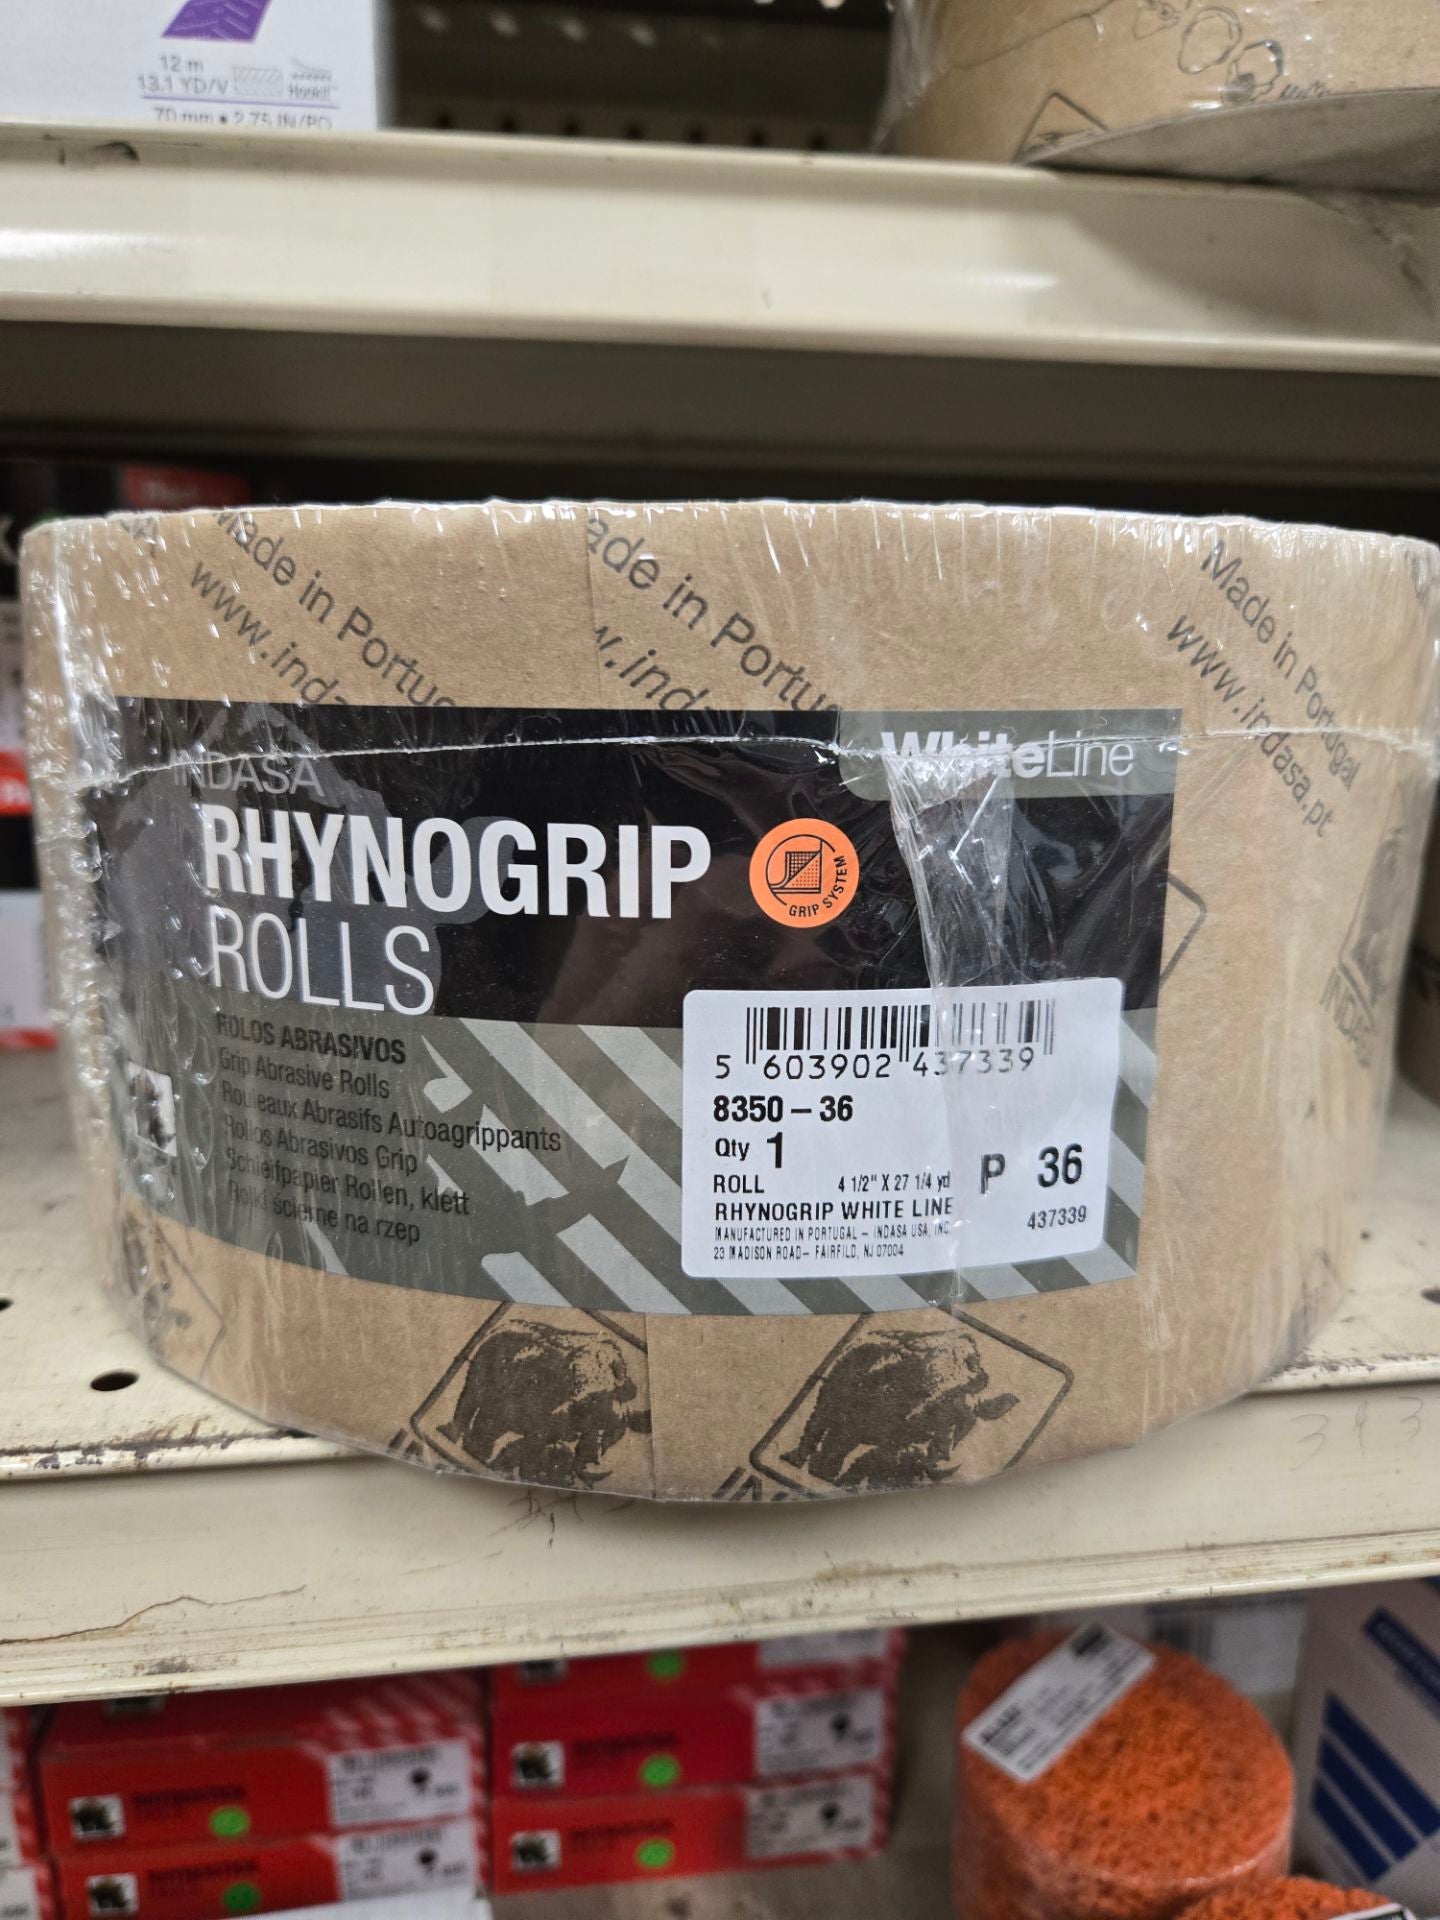 12 m
13.1 YD/V
Hookit
70 mm • 2.75 IN/PO
Made in Portugal
www.indasa.pt
INDASA
WhiteLine
RHYNOGRIP
ROLLS
GRIP SYSTEM
FOLOS ABRASIVOS
Grip Abrasive Rolls
Rouleaux Abrasifs Autoagrippants
Rollos Abrasivos Grip
Schleifpapier Rollen, klett
Rolki ścierne na rzep
5 603902 437339
8350 – 36
Qty 1
ROLL 4 1/2" X 27 1/4 yd P 36
RHYNOGRIP WHITE LINE
437339
MANUFACTURED IN PORTUGAL – INDASA USA, INC
23 MADISON ROAD– FAIRFILD, NJ 07004